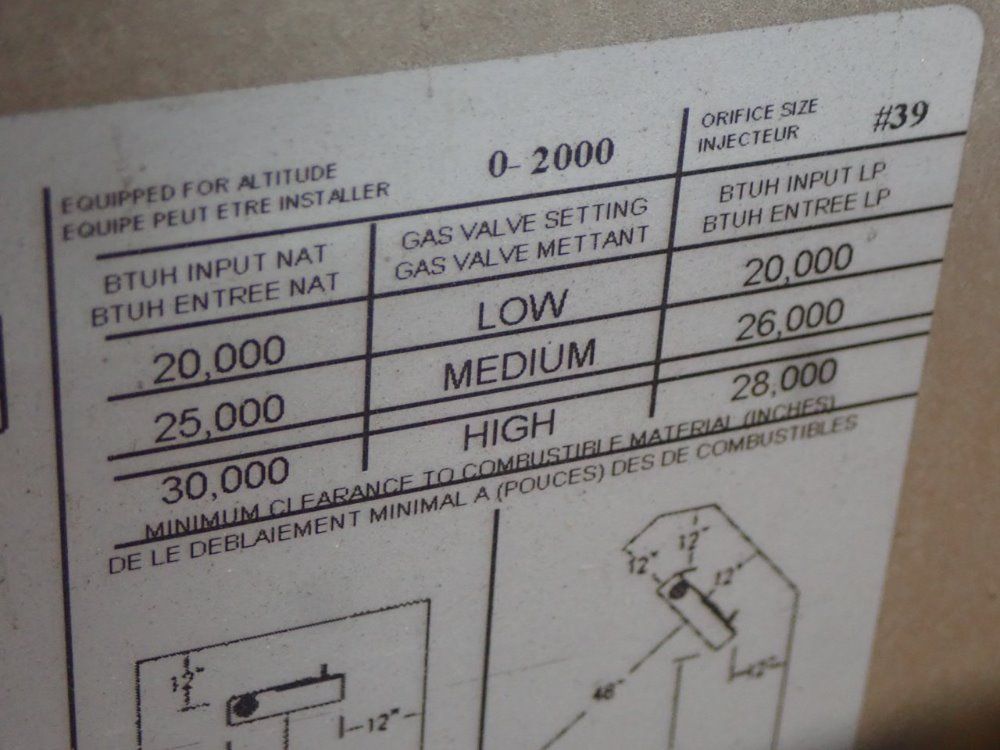 EQUIPPED FOR ALTITUDE
EQUIPE PEUT ETRE INSTALLER
0- 2000
ORIFICE SIZE
INJECTEUR
#39
BTUH INPUT NAT
BTUH ENTREE NAT
GAS VALVE SETTING
GAS VALVE METTANT
BTUH INPUT LP
BTUH ENTREE LP
20,000 LOW 20,000
25,000 MEDIUM 26,000
30,000 HIGH 28,000
MINIMUM CLEARANCE TO COMBUSTIBLE MATERIAL (INCHES)
DE LE DEBLAIEMENT MINIMAL A (POUCES) DES DE COMBUSTIBLES
12"
12"
12"
12"
12"
48"
12"